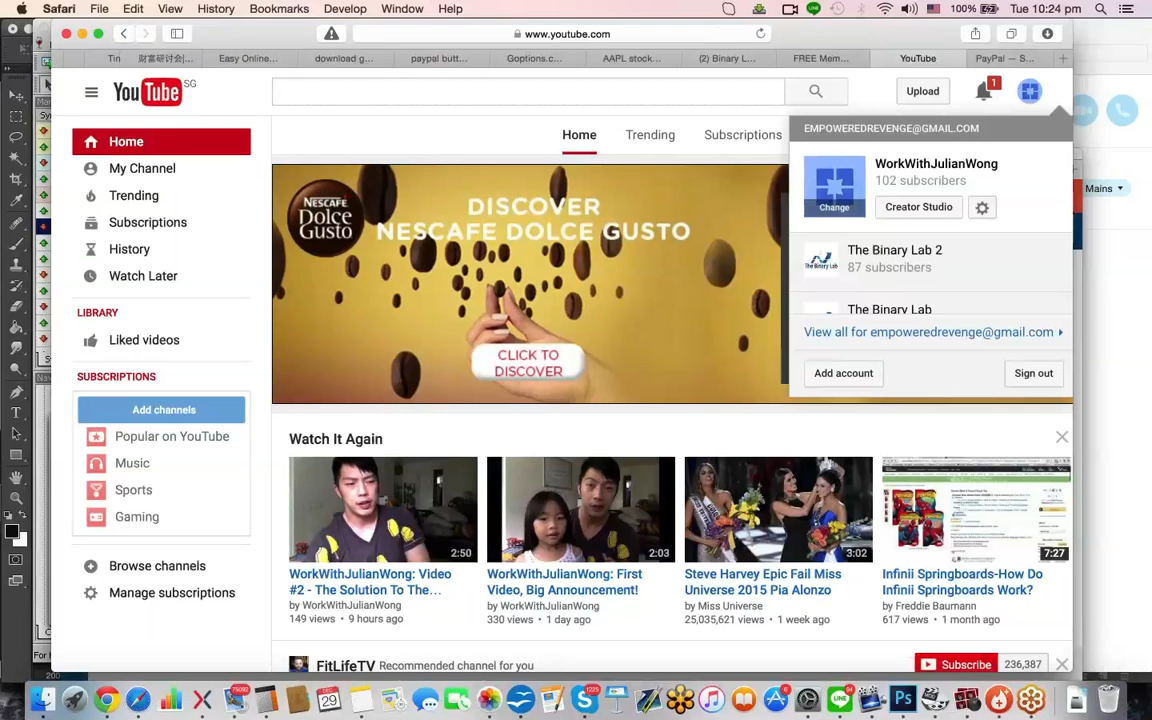 Safari File Edit View History Bookmarks Develop Window Help
100% Tue 10:24 pm
www.youtube.com
Tin 財富研讨会|... Easy Online... download g... paypal butt... Goptions.c... AAPL stock... (2) Binary L... FREE Mem... YouTube PayPal — S...
YouTube SG
Upload
1
Home
My Channel
Trending
Subscriptions
History
Watch Later
LIBRARY
Liked videos
SUBSCRIPTIONS
Add channels
Popular on YouTube
Music
Sports
Gaming
Browse channels
Manage subscriptions
Home Trending Subscriptions
NESCAFE
Dolce
Gusto
DISCOVER
NESCAFE DOLCE GUSTO
CLICK TO
DISCOVER
EMPOWEREDREVENGE@GMAIL.COM
WorkWithJulianWong
102 subscribers
Change
Creator Studio
The Binary Lab 2
87 subscribers
The Binary Lab
View all for empoweredrevenge@gmail.com
Add account
Sign out
Mains
Watch It Again
2:50
2:03
3:02
7:27
WorkWithJulianWong: Video
#2 - The Solution To The...
by WorkWithJulianWong
149 views • 9 hours ago
WorkWithJulianWong: First
Video, Big Announcement!
by WorkWithJulianWong
330 views • 1 day ago
Steve Harvey Epic Fail Miss
Universe 2015 Pia Alonzo
by Miss Universe
25,035,621 views • 1 week ago
Infinii Springboards-How Do
Infinii Springboards Work?
by Freddie Baumann
617 views • 1 month ago
FitLifeTV Recommended channel for you
Subscribe 236,387
200